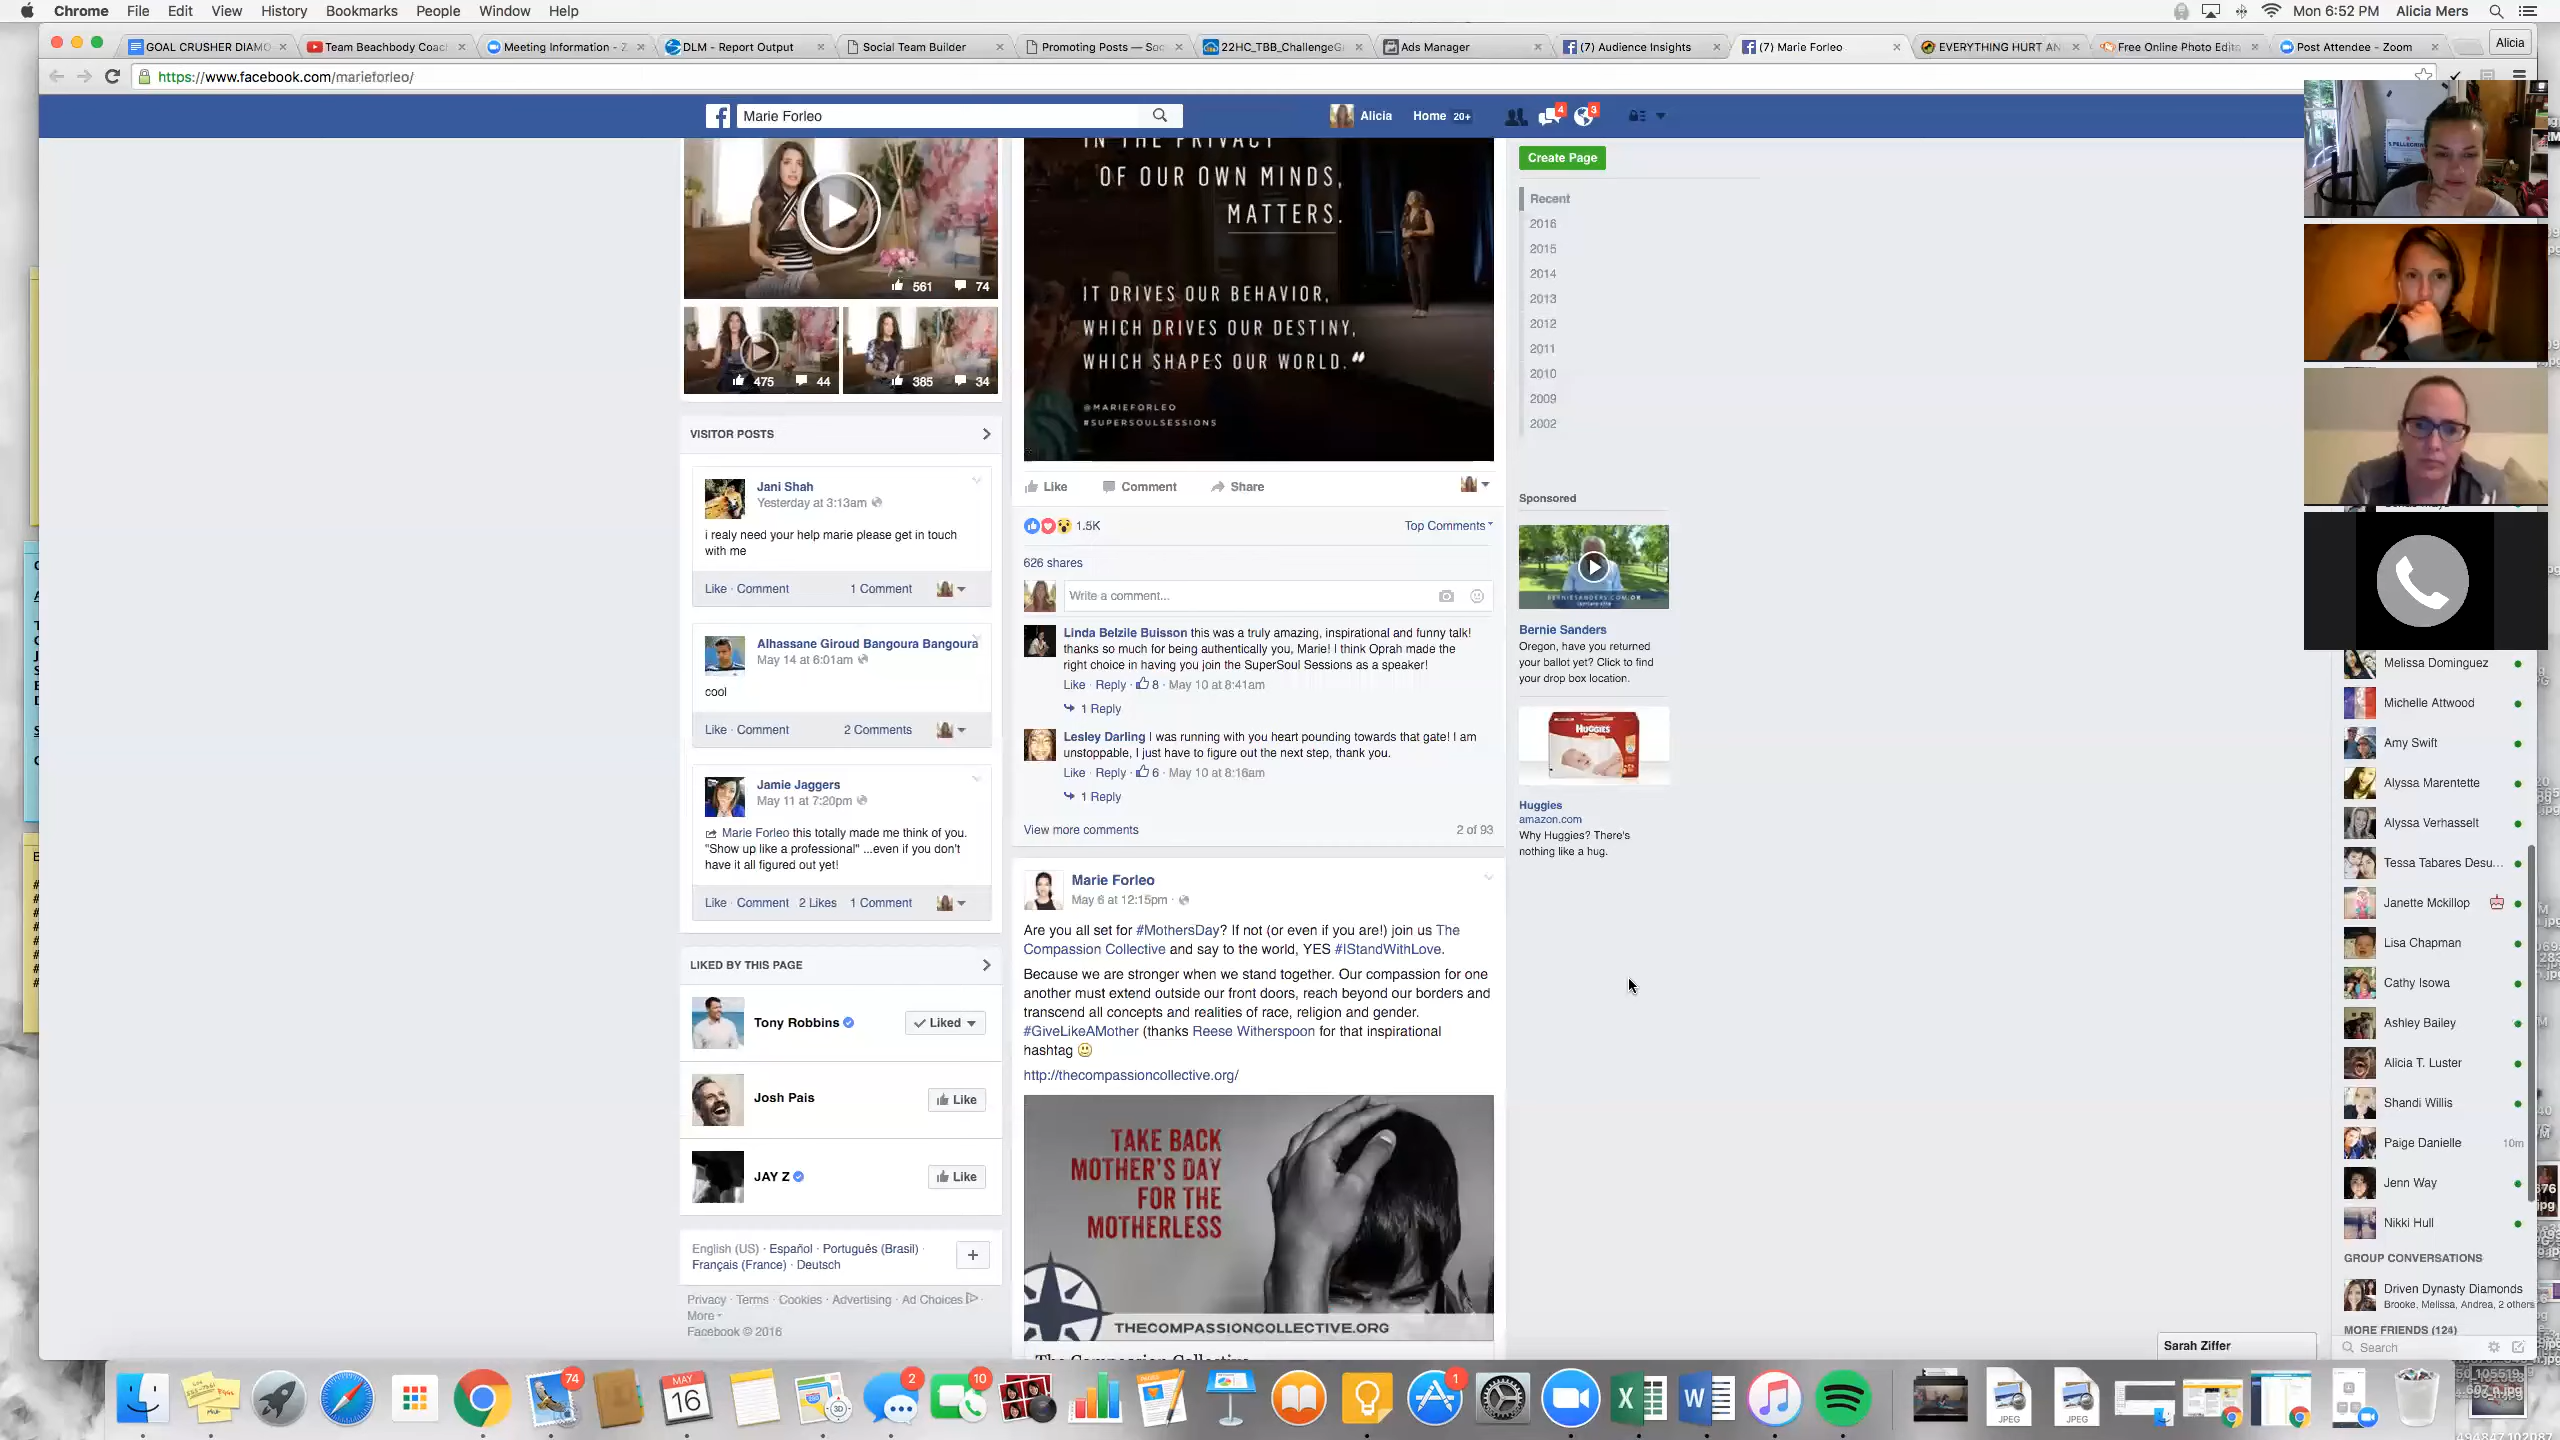 Chrome File Edit View History Bookmarks People Window Help
Mon 6:52 PM Alicia Mers
GOAL CRUSHER DIAMO
Team Beachbody Coac
Meeting Information - Z
DLM - Report Output
Social Team Builder
Promoting Posts — Soc
22HC_TBB_ChallengeG
Ads Manager
(7) Audience Insights
(7) Marie Forleo
EVERYTHING HURT AN
Free Online Photo Edito
Post Attendee - Zoom
Alicia
https://www.facebook.com/marieforleo/
Marie Forleo
Alicia Home 20+
4
3
561 74
475 44
385 34
VISITOR POSTS
Jani Shah
Yesterday at 3:13am
i realy need your help marie please get in touch
with me
Like · Comment 1 Comment
Alhassane Giroud Bangoura Bangoura
May 14 at 6:01am
cool
Like · Comment 2 Comments
Jamie Jaggers
May 11 at 7:20pm
Marie Forleo this totally made me think of you.
"Show up like a professional" ...even if you don't
have it all figured out yet!
Like · Comment 2 Likes 1 Comment
LIKED BY THIS PAGE
Tony Robbins
Liked
Josh Pais
Like
JAY Z
Like
English (US) · Español · Português (Brasil) ·
Français (France) · Deutsch
Privacy · Terms · Cookies · Advertising · Ad Choices ·
More
Facebook © 2016
IN THE PRIVACY
OF OUR OWN MINDS,
MATTERS.
IT DRIVES OUR BEHAVIOR,
WHICH DRIVES OUR DESTINY,
WHICH SHAPES OUR WORLD.”
@MARIEFORLEO
#SUPERSOULSESSIONS
Like Comment Share
1.5K Top Comments
626 shares
Write a comment...
Linda Belzile Buisson this was a truly amazing, inspirational and funny talk!
thanks so much for being authentically you, Marie! I think Oprah made the
right choice in having you join the SuperSoul Sessions as a speaker!
Like · Reply · 8 · May 10 at 8:41am
1 Reply
Lesley Darling I was running with you heart pounding towards that gate! I am
unstoppable, I just have to figure out the next step, thank you.
Like · Reply · 6 · May 10 at 8:16am
1 Reply
View more comments 2 of 93
Marie Forleo
May 6 at 12:15pm ·
Are you all set for #MothersDay? If not (or even if you are!) join us The
Compassion Collective and say to the world, YES #IStandWithLove.
Because we are stronger when we stand together. Our compassion for one
another must extend outside our front doors, reach beyond our borders and
transcend all concepts and realities of race, religion and gender.
#GiveLikeAMother (thanks Reese Witherspoon for that inspirational
hashtag
http://thecompassioncollective.org/
TAKE BACK
MOTHER'S DAY
FOR THE
MOTHERLESS
THECOMPASSIONCOLLECTIVE.ORG
The Compassion Collective
Create Page
Recent
2016
2015
2014
2013
2012
2011
2010
2009
2002
Sponsored
Bernie Sanders
Oregon, have you returned
your ballot yet? Click to find
your drop box location.
HUGGIES
Huggies
amazon.com
Why Huggies? There's
nothing like a hug.
S.PELLEGRINO
Melissa Dominguez
Michelle Attwood
Amy Swift
Alyssa Marentette
Alyssa Verhasselt
Tessa Tabares Desu...
Janette Mckillop
Lisa Chapman
Cathy Isowa
Ashley Bailey
Alicia T. Luster
Shandi Willis
Paige Danielle 10m
Jenn Way
Nikki Hull
GROUP CONVERSATIONS
Driven Dynasty Diamonds
Brooke, Melissa, Andrea, 2 others
MORE FRIENDS (124)
Search
Sarah Ziffer
74
MAY
16
3D
2
10
PAGES
1
JPEG
JPEG